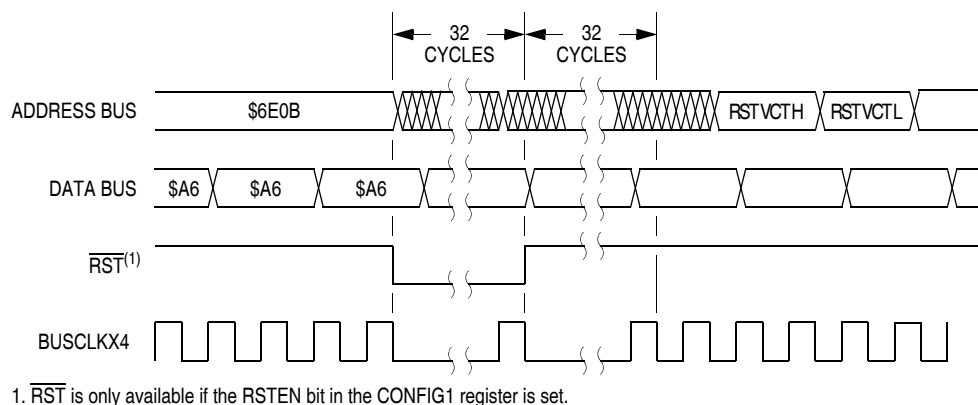 32
CYCLES
32
CYCLES
ADDRESS BUS
$6E0B
RSTVCTH
RSTVCTL
DATA BUS
$A6
$A6
$A6
RST(1)
BUSCLKX4
1. RST is only available if the RSTEN bit in the CONFIG1 register is set.